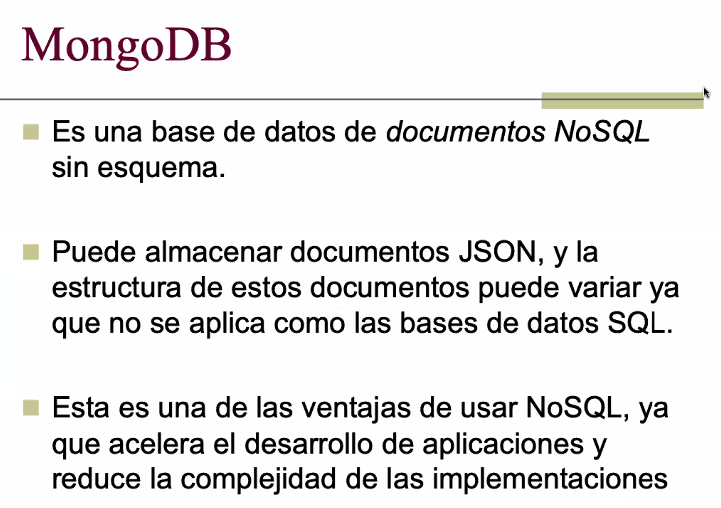 MongoDB
Es una base de datos de documentos NoSQL
sin esquema.
Puede almacenar documentos JSON, y la
estructura de estos documentos puede variar ya
que no se aplica como las bases de datos SQL.
Esta es una de las ventajas de usar NoSQL, ya
que acelera el desarrollo de aplicaciones y
reduce la complejidad de las implementaciones